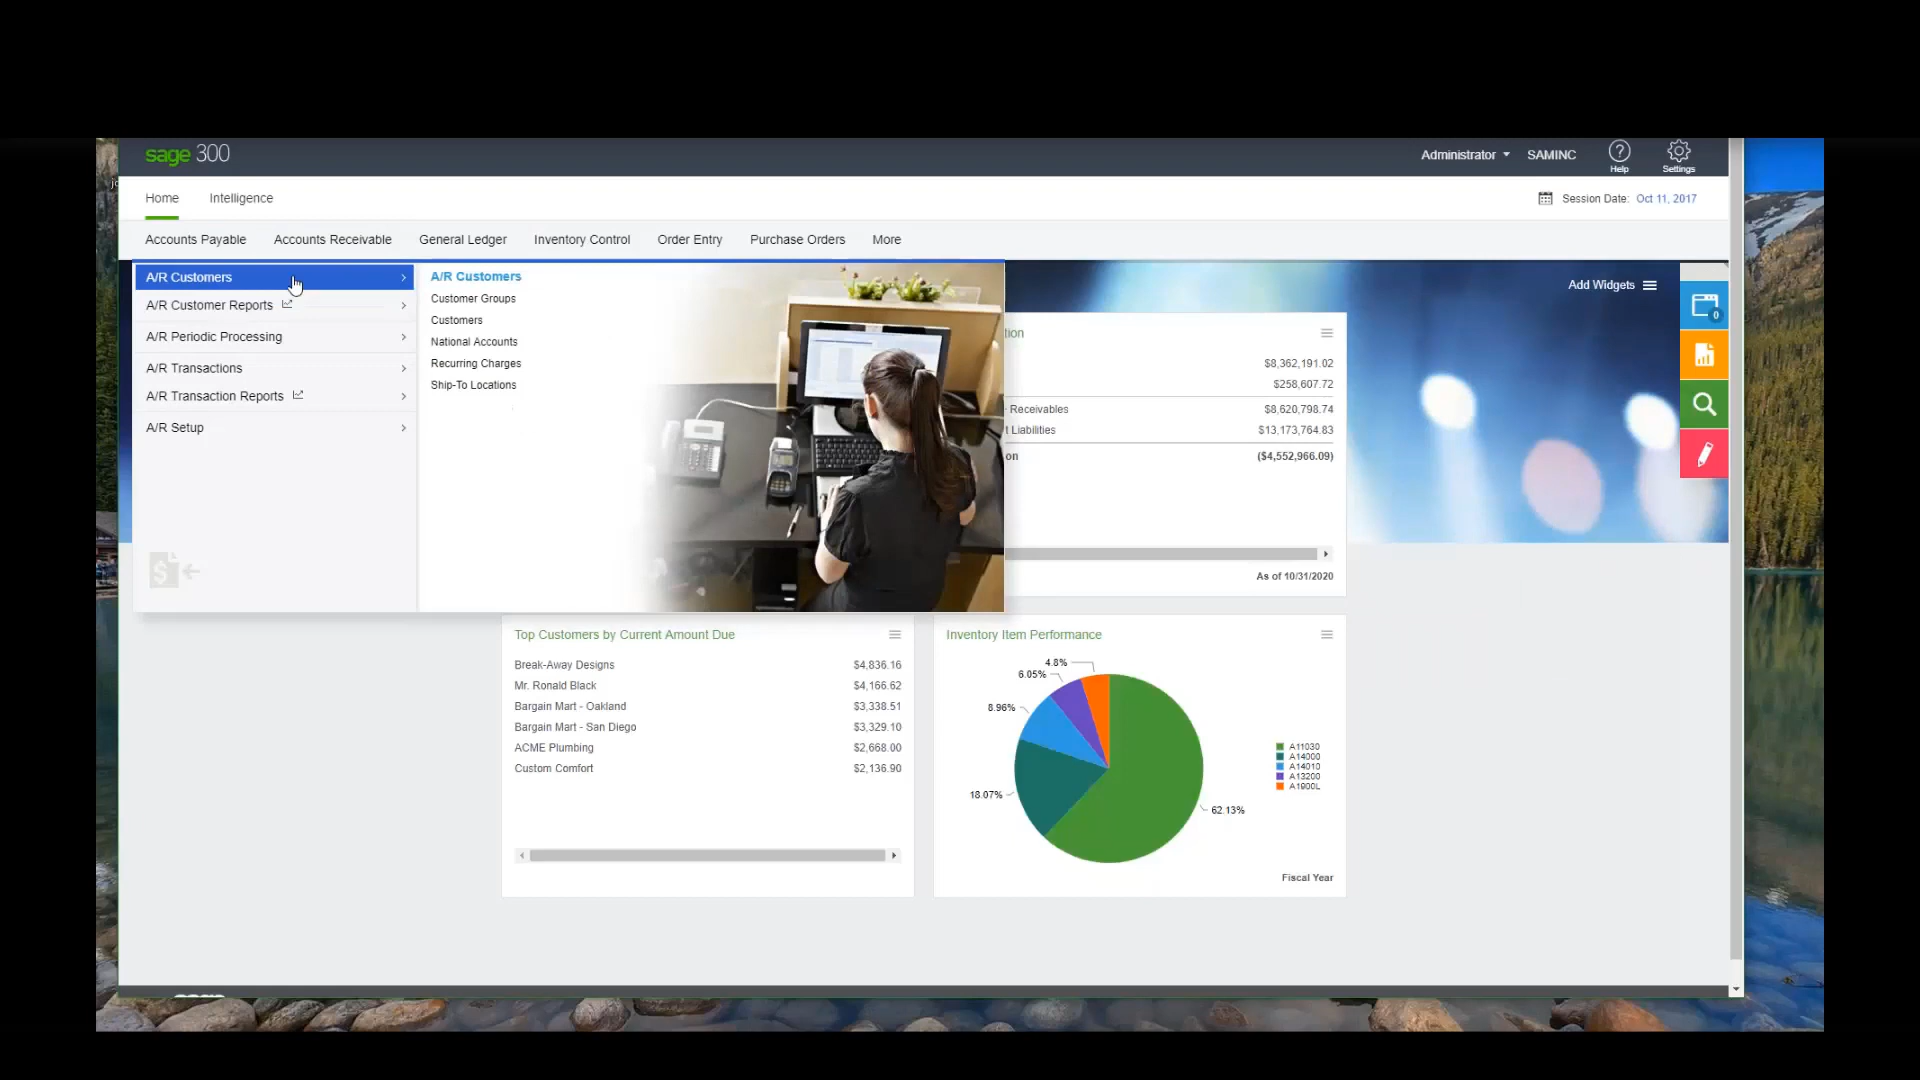 sage 300
Administrator
SAMINC
Help
Settings
Home
Intelligence
Session Date: Oct 11, 2017
Accounts Payable
Accounts Receivable
General Ledger
Inventory Control
Order Entry
Purchase Orders
More
A/R Customers
A/R Customer Reports
A/R Periodic Processing
A/R Transactions
A/R Transaction Reports
A/R Setup
A/R Customers
Customer Groups
Customers
National Accounts
Recurring Charges
Ship-To Locations
Add Widgets
0
tion
$8,362,191.02
$258,607.72
Receivables $8,620,798.74
t Liabilities $13,173,764.83
on ($4,552,966.09)
As of 10/31/2020
Top Customers by Current Amount Due
Break-Away Designs $4,836.16
Mr. Ronald Black $4,166.62
Bargain Mart - Oakland $3,338.51
Bargain Mart - San Diego $3,329.10
ACME Plumbing $2,668.00
Custom Comfort $2,136.90
Inventory Item Performance
4.8%
6.05%
8.96%
18.07%
62.13%
A11030
A14000
A14010
A13200
A1900L
Fiscal Year